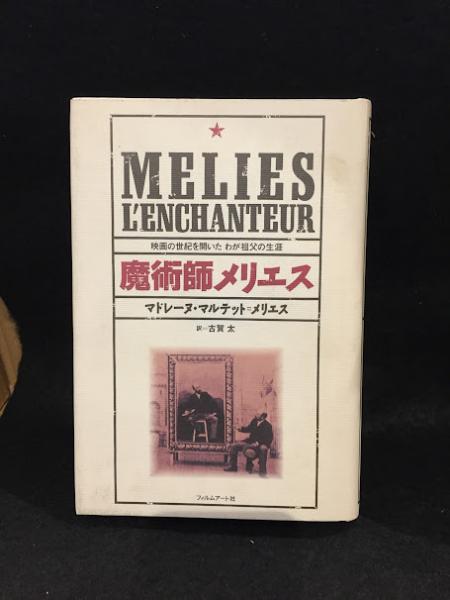 MELIES
L'ENCHANTEUR
映画の世紀を開いた わが祖父の生涯
魔術師メリエス
マドレーヌ・マルテット=メリエス
訳—古賀 太
フィルムアート社